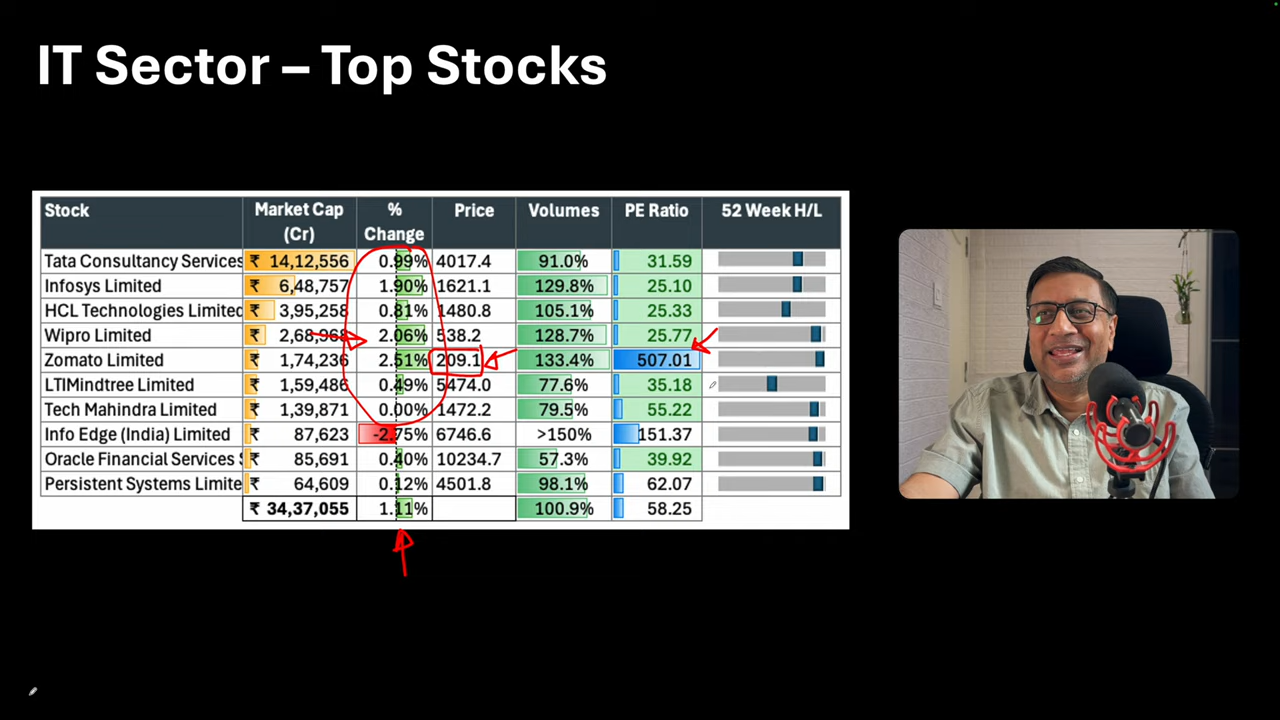 IT Sector – Top Stocks
Stock Market Cap (Cr) % Change Price Volumes PE Ratio 52 Week H/L
Tata Consultancy Services ₹ 14,12,556 0.99% 4017.4 91.0% 31.59
Infosys Limited ₹ 6,48,757 1.90% 1621.1 129.8% 25.10
HCL Technologies Limited ₹ 3,95,258 0.81% 1480.8 105.1% 25.33
Wipro Limited ₹ 2,68,968 2.06% 538.2 128.7% 25.77
Zomato Limited ₹ 1,74,236 2.51% 209.1 133.4% 507.01
LTIMindtree Limited ₹ 1,59,486 0.49% 5474.0 77.6% 35.18
Tech Mahindra Limited ₹ 1,39,871 0.00% 1472.2 79.5% 55.22
Info Edge (India) Limited ₹ 87,623 -2.75% 6746.6 >150% 151.37
Oracle Financial Services S ₹ 85,691 0.40% 10234.7 57.3% 39.92
Persistent Systems Limite ₹ 64,609 0.12% 4501.8 98.1% 62.07
₹ 34,37,055 1.11% 100.9% 58.25